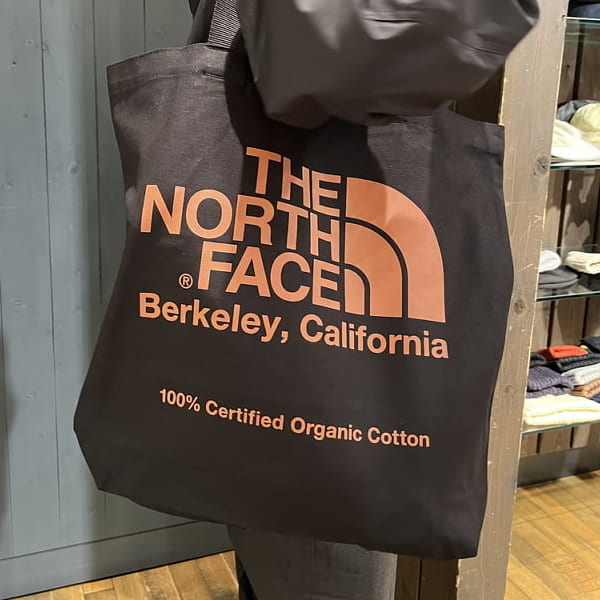 THE
NORTH
® FACE
Berkeley, California
100% Certified Organic Cotton